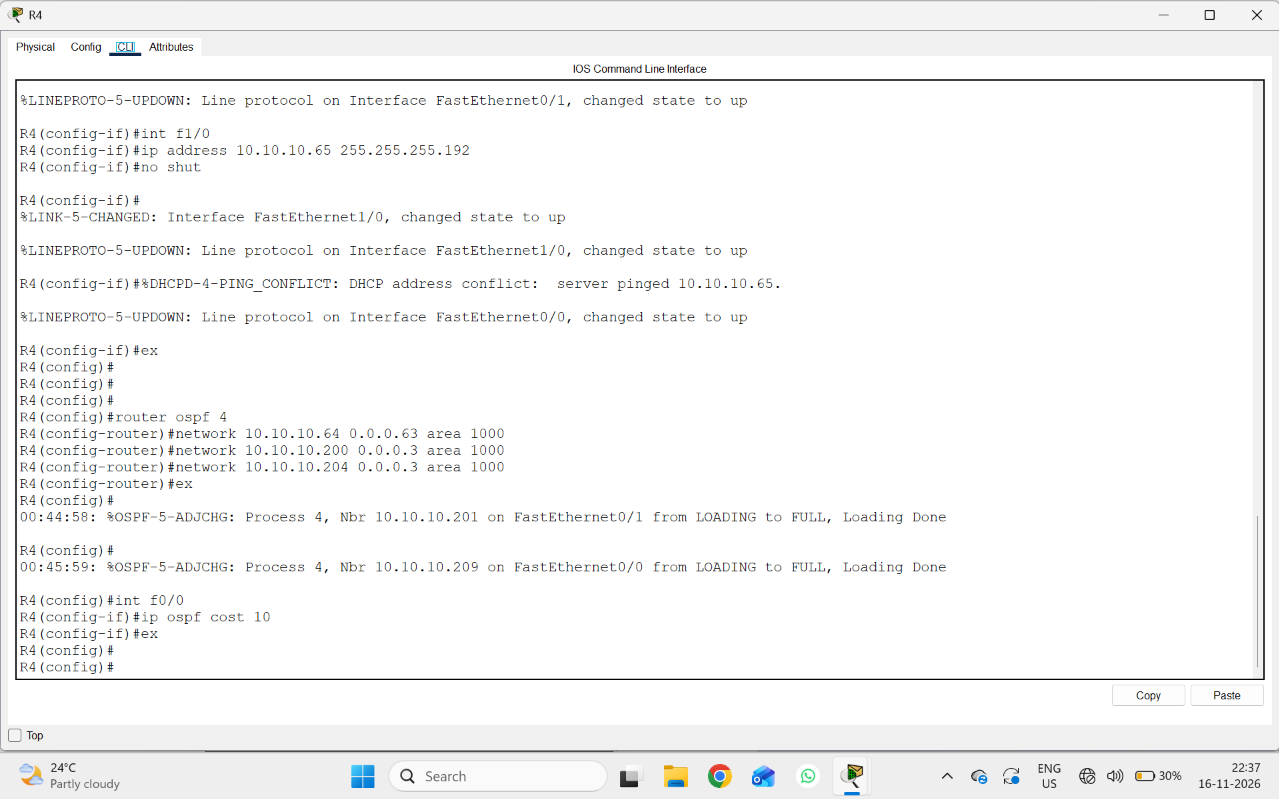 R4
Physical Config CLI Attributes
IOS Command Line Interface
%LINEPROTO-5-UPDOWN: Line protocol on Interface FastEthernet0/1, changed state to up
R4(config-if)#int f1/0
R4(config-if)#ip address 10.10.10.65 255.255.255.192
R4(config-if)#no shut
R4(config-if)#
%LINK-5-CHANGED: Interface FastEthernet1/0, changed state to up
%LINEPROTO-5-UPDOWN: Line protocol on Interface FastEthernet1/0, changed state to up
R4(config-if)#%DHCPD-4-PING_CONFLICT: DHCP address conflict:  server pinged 10.10.10.65.
%LINEPROTO-5-UPDOWN: Line protocol on Interface FastEthernet0/0, changed state to up
R4(config-if)#ex
R4(config)#
R4(config)#
R4(config)#
R4(config)#router ospf 4
R4(config-router)#network 10.10.10.64 0.0.0.63 area 1000
R4(config-router)#network 10.10.10.200 0.0.0.3 area 1000
R4(config-router)#network 10.10.10.204 0.0.0.3 area 1000
R4(config-router)#ex
R4(config)#
00:44:58: %OSPF-5-ADJCHG: Process 4, Nbr 10.10.10.201 on FastEthernet0/1 from LOADING to FULL, Loading Done
R4(config)#
00:45:59: %OSPF-5-ADJCHG: Process 4, Nbr 10.10.10.209 on FastEthernet0/0 from LOADING to FULL, Loading Done
R4(config)#int f0/0
R4(config-if)#ip ospf cost 10
R4(config-if)#ex
R4(config)#
R4(config)#
Copy Paste
Top
24°C
Partly cloudy
Search
ENG
US
30%
22:37
16-11-2026